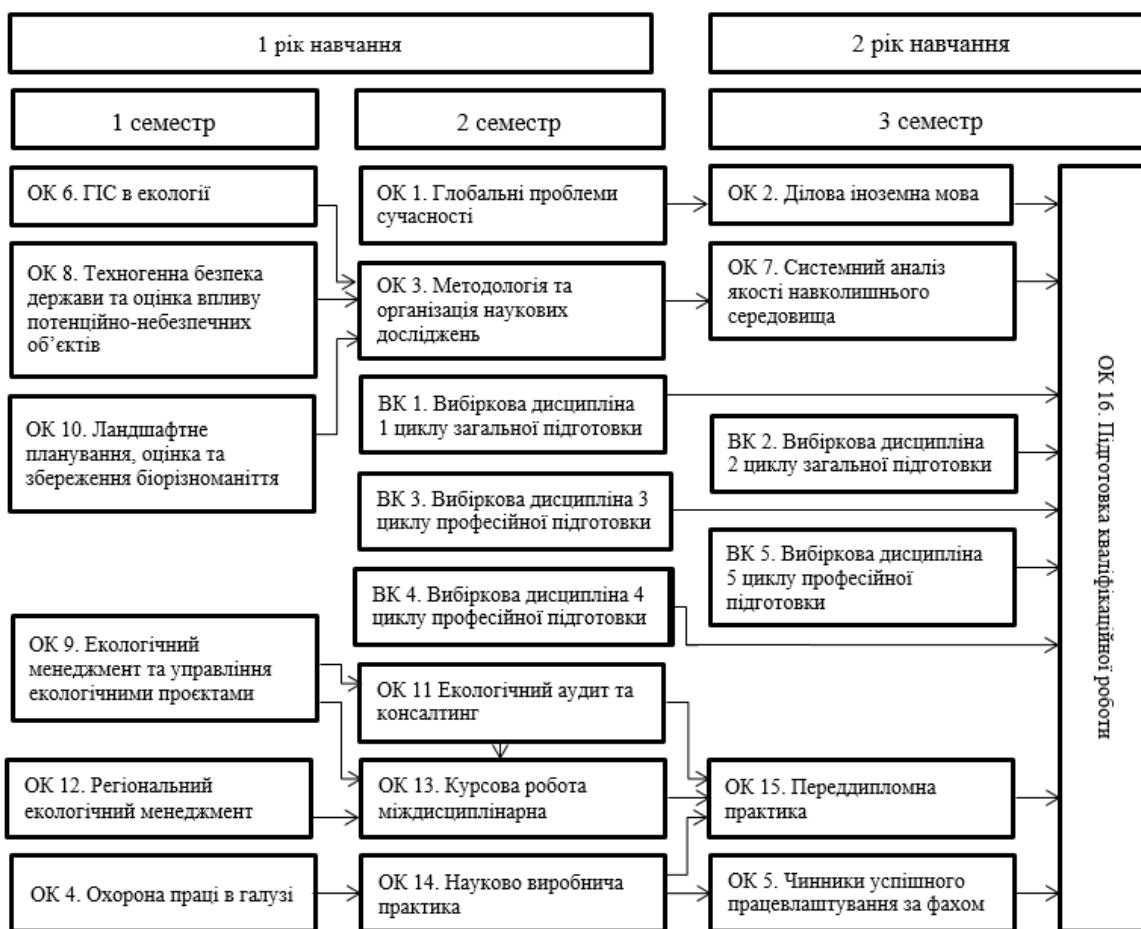 1 рік навчання
2 рік навчання
1 семестр
2 семестр
3 семестр
ОК 6. ГІС в екології
ОК 8. Техногенна безпека
держави та оцінка впливу
потенційно-небезпечних
об’єктів
ОК 10. Ландшафтне
планування, оцінка та
збереження біорізноманіття
ОК 9. Екологічний
менеджмент та управління
екологічними проєктами
ОК 12. Регіональний
екологічний менеджмент
ОК 4. Охорона праці в галузі
ОК 1. Глобальні проблеми
сучасності
ОК 3. Методологія та
організація наукових
досліджень
ВК 1. Вибіркова дисципліна
1 циклу загальної підготовки
ВК 3. Вибіркова дисципліна 3
циклу професійної підготовки
ВК 4. Вибіркова дисципліна 4
циклу професійної підготовки
ОК 11 Екологічний аудит та
консалтинг
ОК 13. Курсова робота
міждисциплінарна
ОК 14. Науково виробнича
практика
ОК 2. Ділова іноземна мова
ОК 7. Системний аналіз
якості навколишнього
середовища
ВК 2. Вибіркова дисципліна
2 циклу загальної підготовки
ВК 5. Вибіркова дисципліна
5 циклу професійної
підготовки
ОК 15. Переддипломна
практика
ОК 5. Чинники успішного
працевлаштування за фахом
ОК 16. Підготовка кваліфікаційної роботи